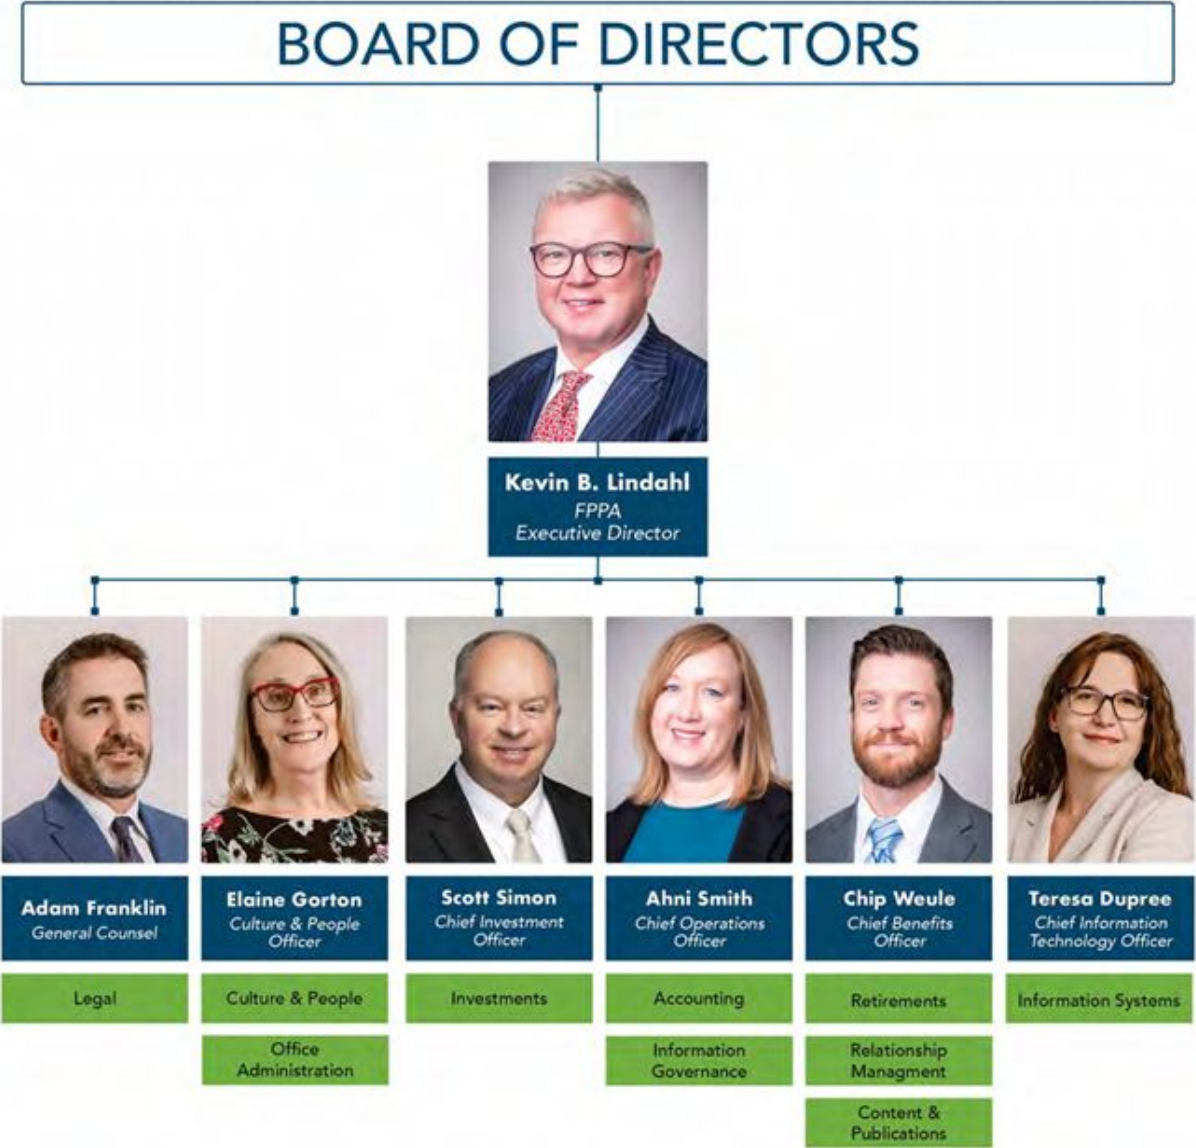 BOARD OF DIRECTORS
Kevin B. Lindahl
FPPA
Executive Director
Adam Franklin
General Counsel
Legal
Elaine Gorton
Culture & People
Officer
Culture & People
Office
Administration
Scott Simon
Chief Investment
Officer
Investments
Ahni Smith
Chief Operations
Officer
Accounting
Information
Governance
Chip Weule
Chief Benefits
Officer
Retirements
Relationship
Managment
Content &
Publications
Teresa Dupree
Chief Information
Technology Officer
Information Systems